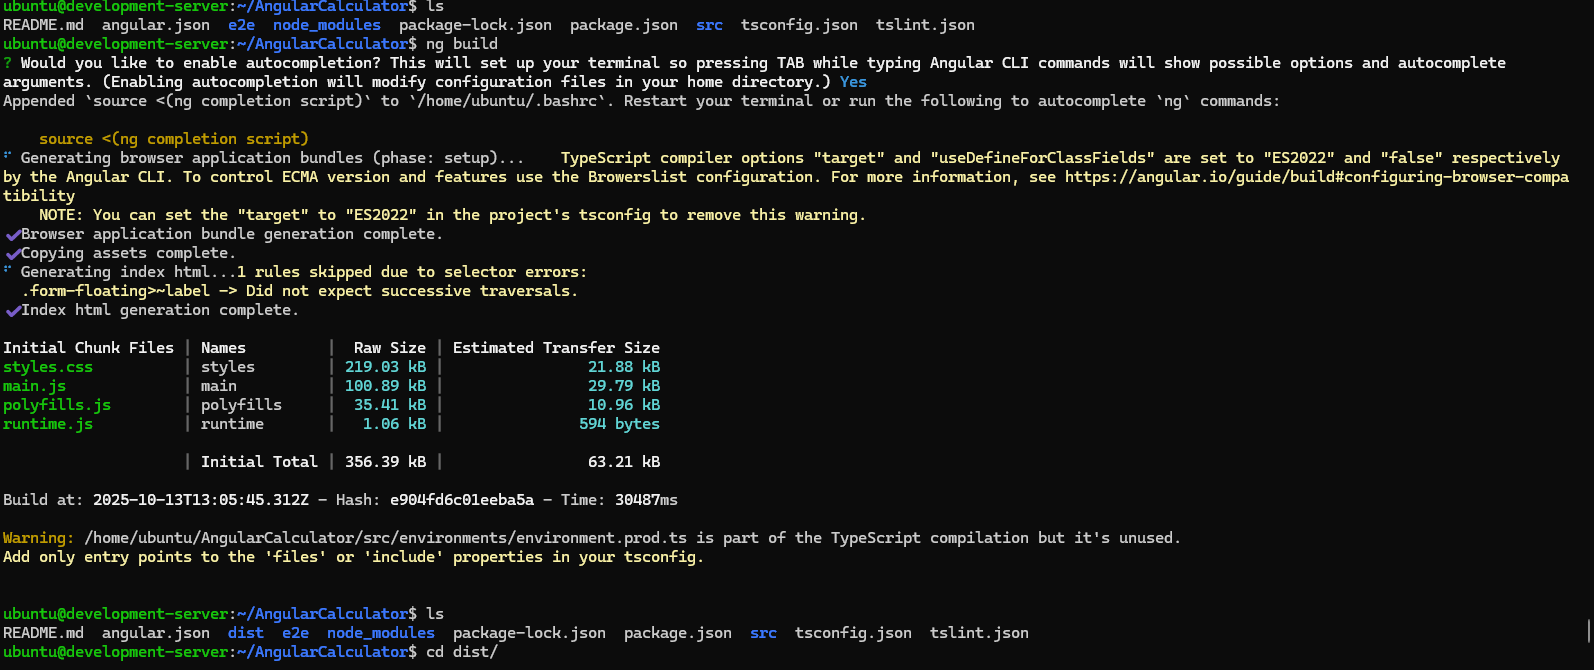 ubuntu@development-server:~/AngularCalculator$ ls
README.md  angular.json  e2e  node_modules  package-lock.json  package.json  src  tsconfig.json  tslint.json
ubuntu@development-server:~/AngularCalculator$ ng build
? Would you like to enable autocompletion? This will set up your terminal so pressing TAB while typing Angular CLI commands will show possible options and autocomplete
arguments. (Enabling autocompletion will modify configuration files in your home directory.) Yes
Appended `source <(ng completion script)` to `/home/ubuntu/.bashrc`. Restart your terminal or run the following to autocomplete `ng` commands:
    source <(ng completion script)
⠋ Generating browser application bundles (phase: setup)...    TypeScript compiler options "target" and "useDefineForClassFields" are set to "ES2022" and "false" respectively
by the Angular CLI. To control ECMA version and features use the Browerslist configuration. For more information, see https://angular.io/guide/build#configuring-browser-compa
tibility
    NOTE: You can set the "target" to "ES2022" in the project's tsconfig to remove this warning.
✔Browser application bundle generation complete.
✔Copying assets complete.
⠋ Generating index html...1 rules skipped due to selector errors:
  .form-floating>~label -> Did not expect successive traversals.
✔Index html generation complete.
Initial Chunk Files | Names         |  Raw Size | Estimated Transfer Size
styles.css          | styles        | 219.03 kB |               21.88 kB
main.js             | main          | 100.89 kB |               29.79 kB
polyfills.js        | polyfills     |  35.41 kB |               10.96 kB
runtime.js          | runtime       |   1.06 kB |              594 bytes
                    | Initial Total | 356.39 kB |               63.21 kB
Build at: 2025-10-13T13:05:45.312Z - Hash: e904fd6c01eeba5a - Time: 30487ms
Warning: /home/ubuntu/AngularCalculator/src/environments/environment.prod.ts is part of the TypeScript compilation but it's unused.
Add only entry points to the 'files' or 'include' properties in your tsconfig.
ubuntu@development-server:~/AngularCalculator$ ls
README.md  angular.json  dist  e2e  node_modules  package-lock.json  package.json  src  tsconfig.json  tslint.json
ubuntu@development-server:~/AngularCalculator$ cd dist/